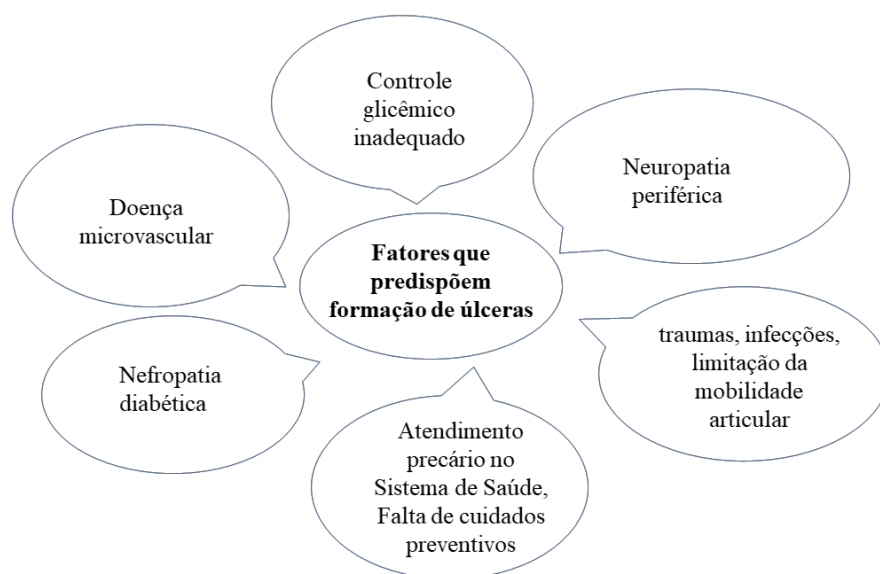 Controle
glicêmico
inadequado
Neuropatia
periférica
Doença
microvascular
Fatores que
predispõem
formação de úlceras
traumas, infecções,
limitação da
mobilidade
articular
Nefropatia
diabética
Atendimento
precário no
Sistema de Saúde,
Falta de cuidados
preventivos